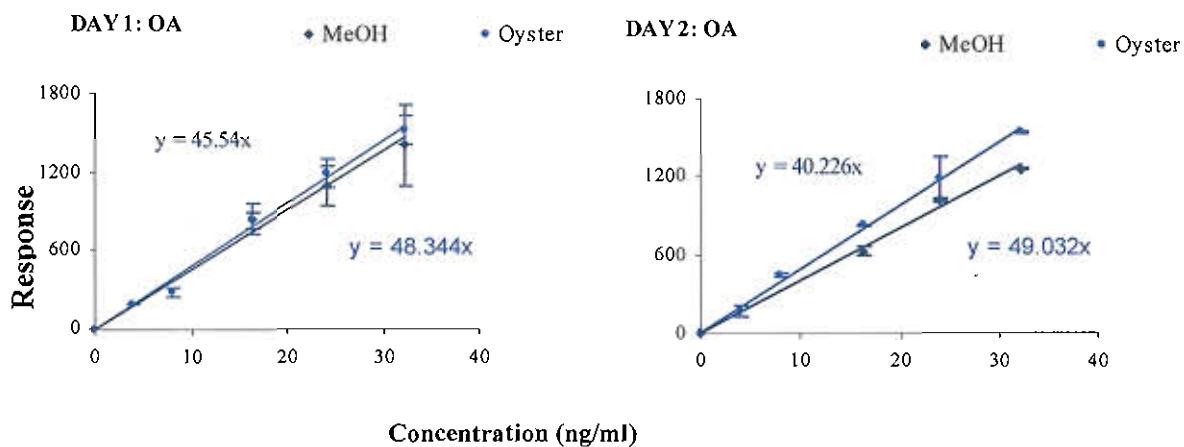 DAY 1: OA
MeOH
Oyster
1800
1200
600
0
y = 45.54x
y = 48.344x
0 10 20 30 40
Response
DAY 2: OA
MeOH
Oyster
1800
1200
600
0
y = 40.226x
y = 49.032x
0 10 20 30 40
Concentration (ng/ml)